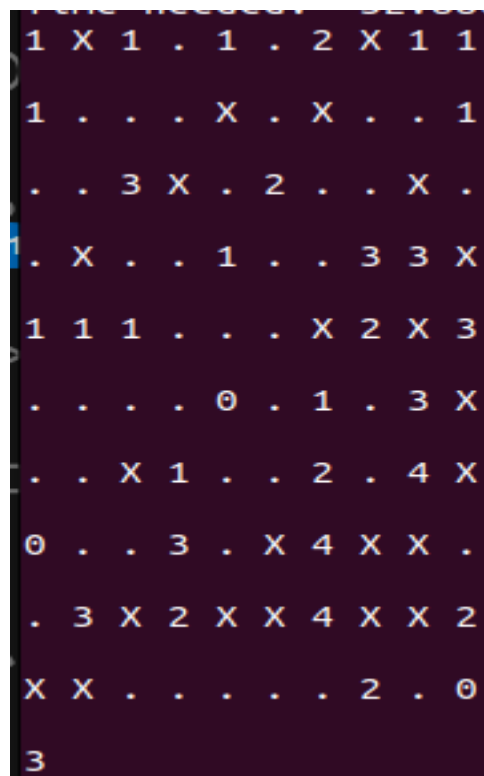 1 X 1 . 1 . 2 X 1 1
1 . . . X . X . . 1
. . 3 X . 2 . . X .
. X . . 1 . . 3 3 X
1 1 1 . . . X 2 X 3
. . . . 0 . 1 . 3 X
. . X 1 . . 2 . 4 X
0 . . 3 . X 4 X X .
. 3 X 2 X X 4 X X 2
X X . . . . . 2 . 0
3